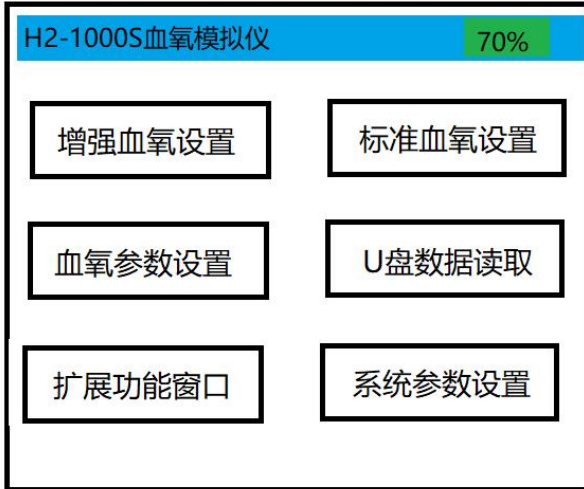 H2-1000S血氧模拟仪 70%
增强血氧设置 标准血氧设置
血氧参数设置 U盘数据读取
扩展功能窗口 系统参数设置